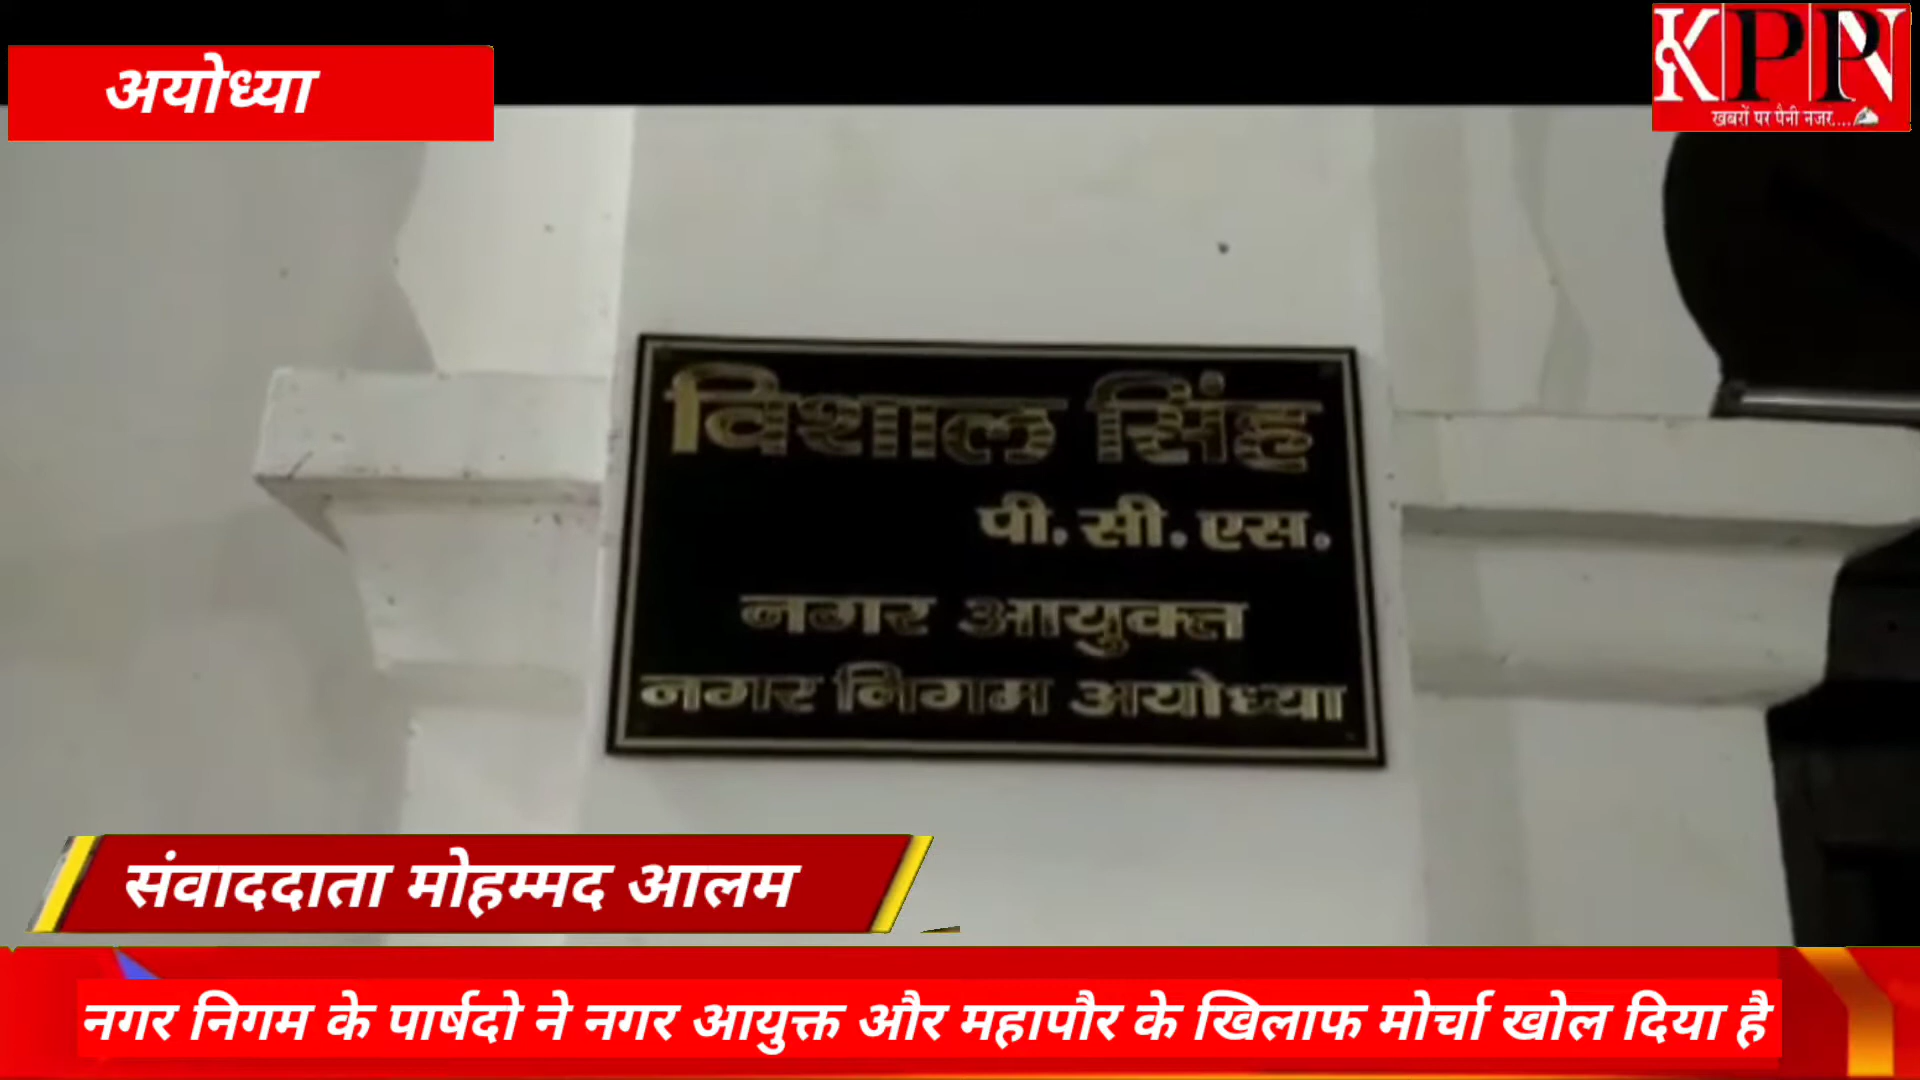 अयोध्या
KPN
खबरों पर पैनी नजर....
विशाल सिंह
पी. सी. एस.
नगर आयुक्त
नगर निगम अयोध्या
संवाददाता मोहम्मद आलम
नगर निगम के पार्षदो ने नगर आयुक्त और महापौर के खिलाफ मोर्चा खोल दिया है